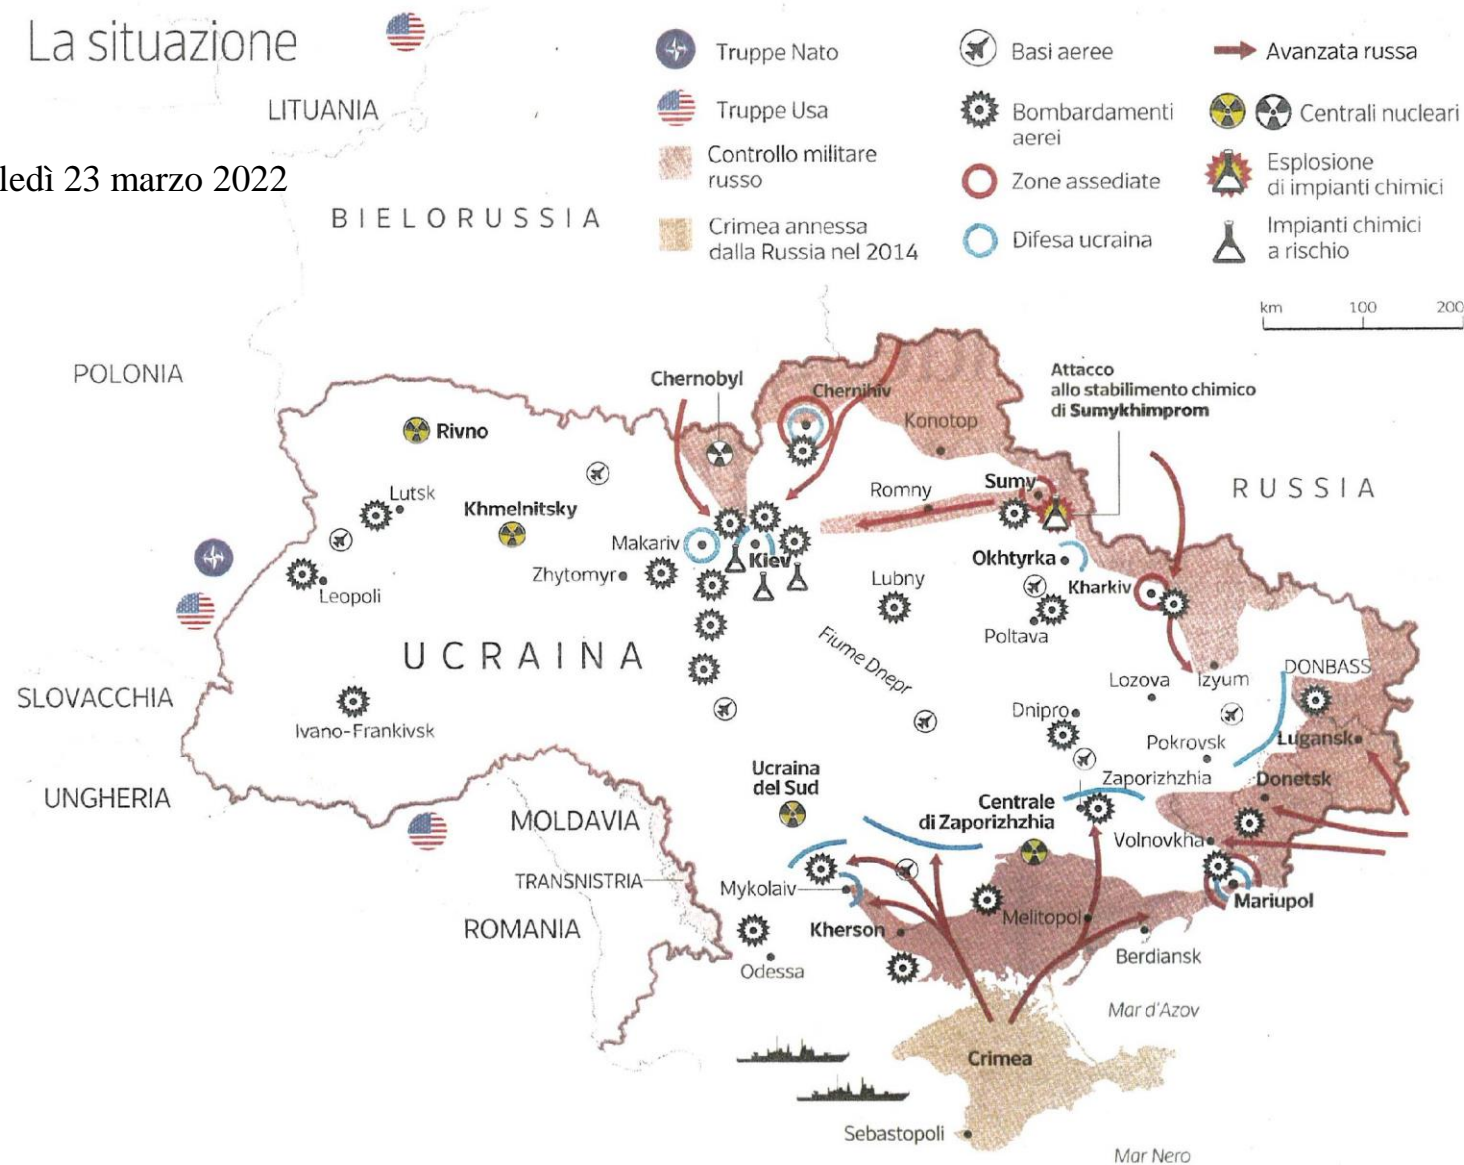 La situazione
ledì 23 marzo 2022
Truppe Nato
Truppe Usa
Controllo militare
russo
Crimea annessa
dalla Russia nel 2014
Basi aeree
Bombardamenti
aerei
Zone assediate
Difesa ucraina
Avanzata russa
Centrali nucleari
Esplosione
di impianti chimici
Impianti chimici
a rischio
km 100 200
LITUANIA
BIELORUSSIA
POLONIA
RUSSIA
Chernobyl
Chernihiv
Attacco
allo stabilimento chimico
di Sumykhimprom
Konotop
Rivno
Lutsk
Khmelnitsky
Romny
Sumy
Makariv
Kiev
Okhtyrka
Zhytomyr
Leopoli
Lubny
Kharkiv
Poltava
UCRAINA
Fiume Dnepr
SLOVACCHIA
Lozova
Izyum
DONBASS
Ivano-Frankivsk
Dnipro
Pokrovsk
Lugansk
UNGHERIA
Ucraina
del Sud
Zaporizhzhia
Donetsk
MOLDAVIA
Centrale
di Zaporizhzhia
Volnovkha
TRANSNISTRIA
Mykolaiv
Mariupol
ROMANIA
Kherson
Melitopol
Berdiansk
Odessa
Mar d'Azov
Crimea
Sebastopoli
Mar Nero